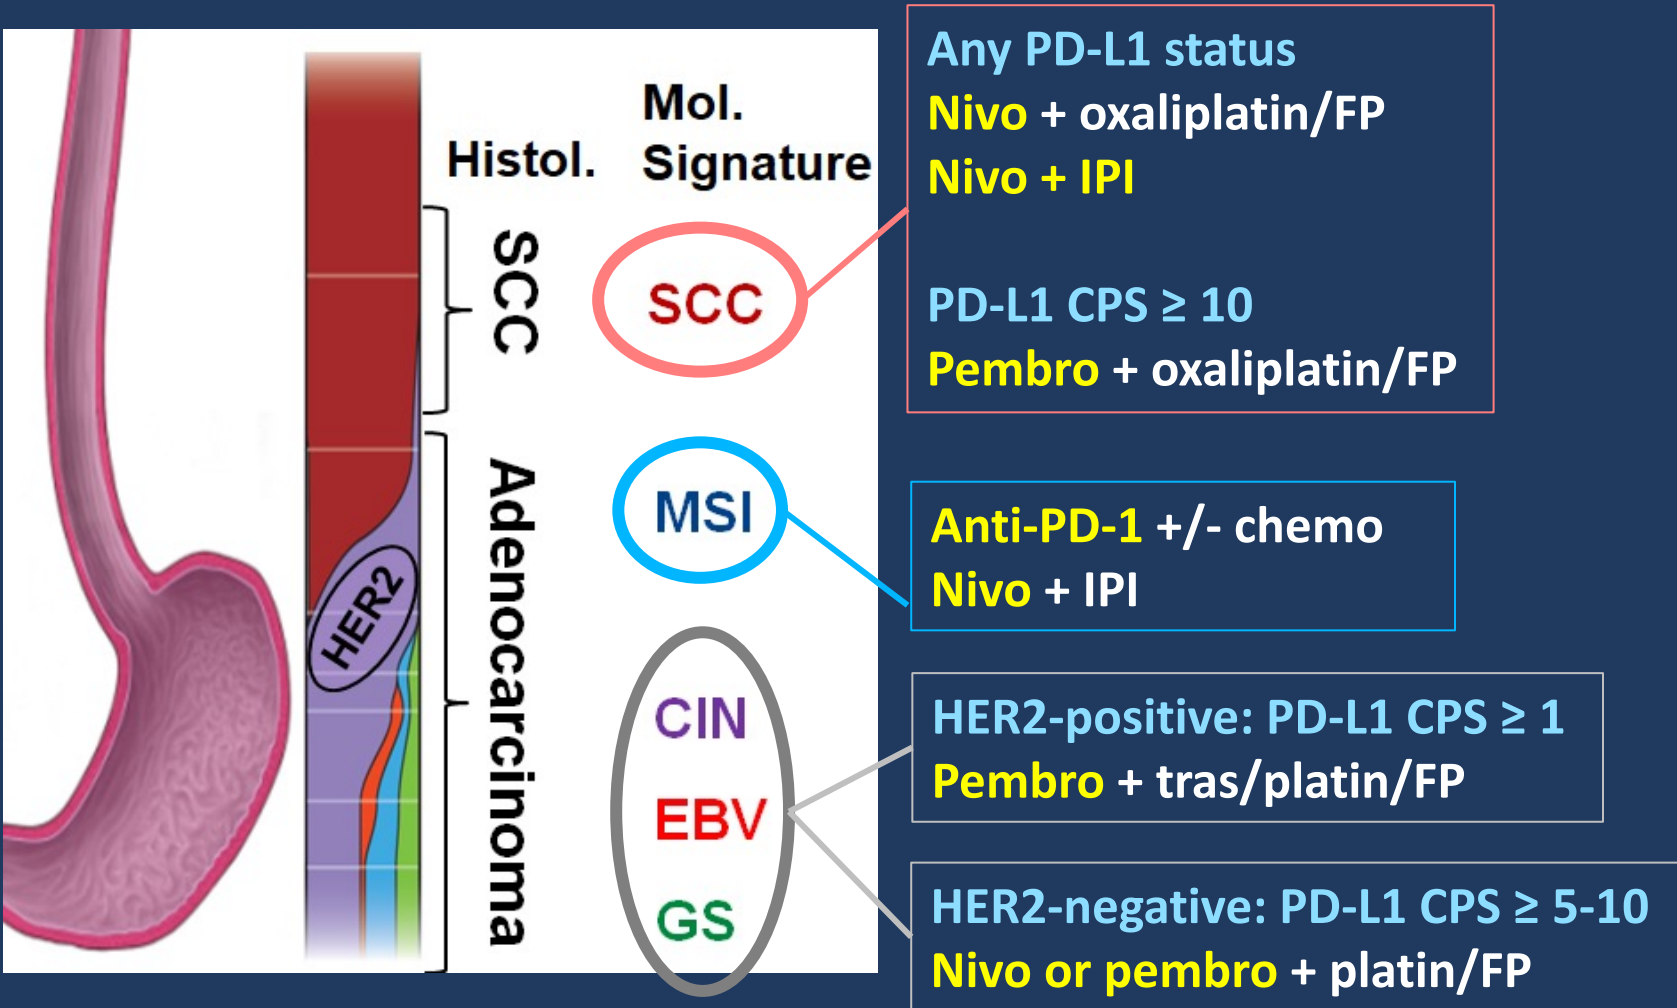 Histol.
Mol.
Signature
SCC
SCC
Adenocarcinoma
HER2
MSI
CIN
EBV
GS
Any PD-L1 status
Nivo + oxaliplatin/FP
Nivo + IPI
PD-L1 CPS ≥ 10
Pembro + oxaliplatin/FP
Anti-PD-1 +/- chemo
Nivo + IPI
HER2-positive: PD-L1 CPS ≥ 1
Pembro + tras/platin/FP
HER2-negative: PD-L1 CPS ≥ 5-10
Nivo or pembro + platin/FP